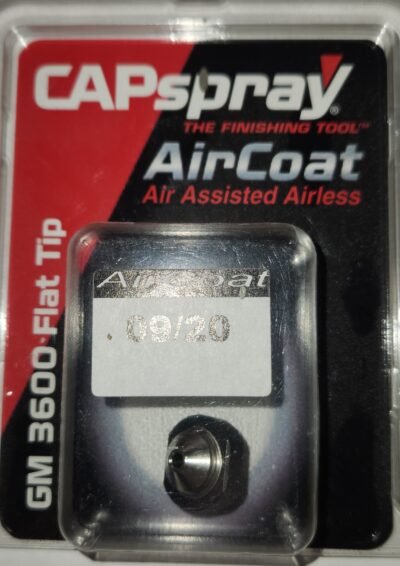 CAPspray®
THE FINISHING TOOL™
AirCoat
Air Assisted Airless
GM 3600·Flat Tip
AirCoat
09/20